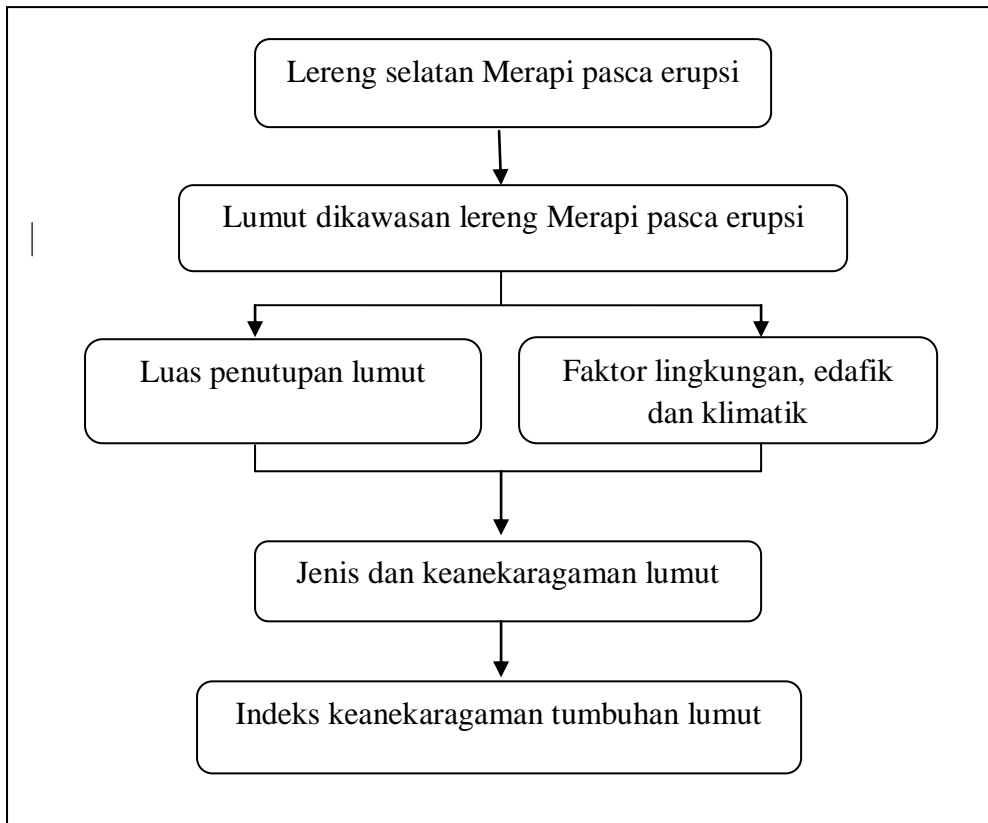 Lereng selatan Merapi pasca erupsi
Lumut dikawasan lereng Merapi pasca erupsi
Luas penutupan lumut
Faktor lingkungan, edafik
dan klimatik
Jenis dan keanekaragaman lumut
Indeks keanekaragaman tumbuhan lumut